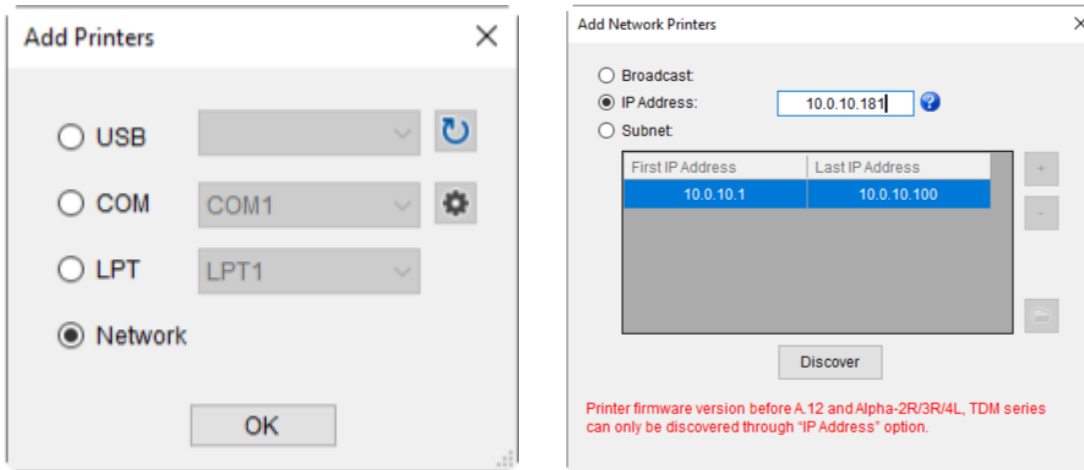 Add Printers
USB
COM COM1
LPT LPT1
Network
OK
Add Network Printers
Broadcast:
IP Address: 10.0.10.181
Subnet:
First IP Address Last IP Address
10.0.10.1 10.0.10.100
+
-
Discover
Printer firmware version before A.12 and Alpha-2R/3R/4L, TDM series
can only be discovered through "IP Address" option.